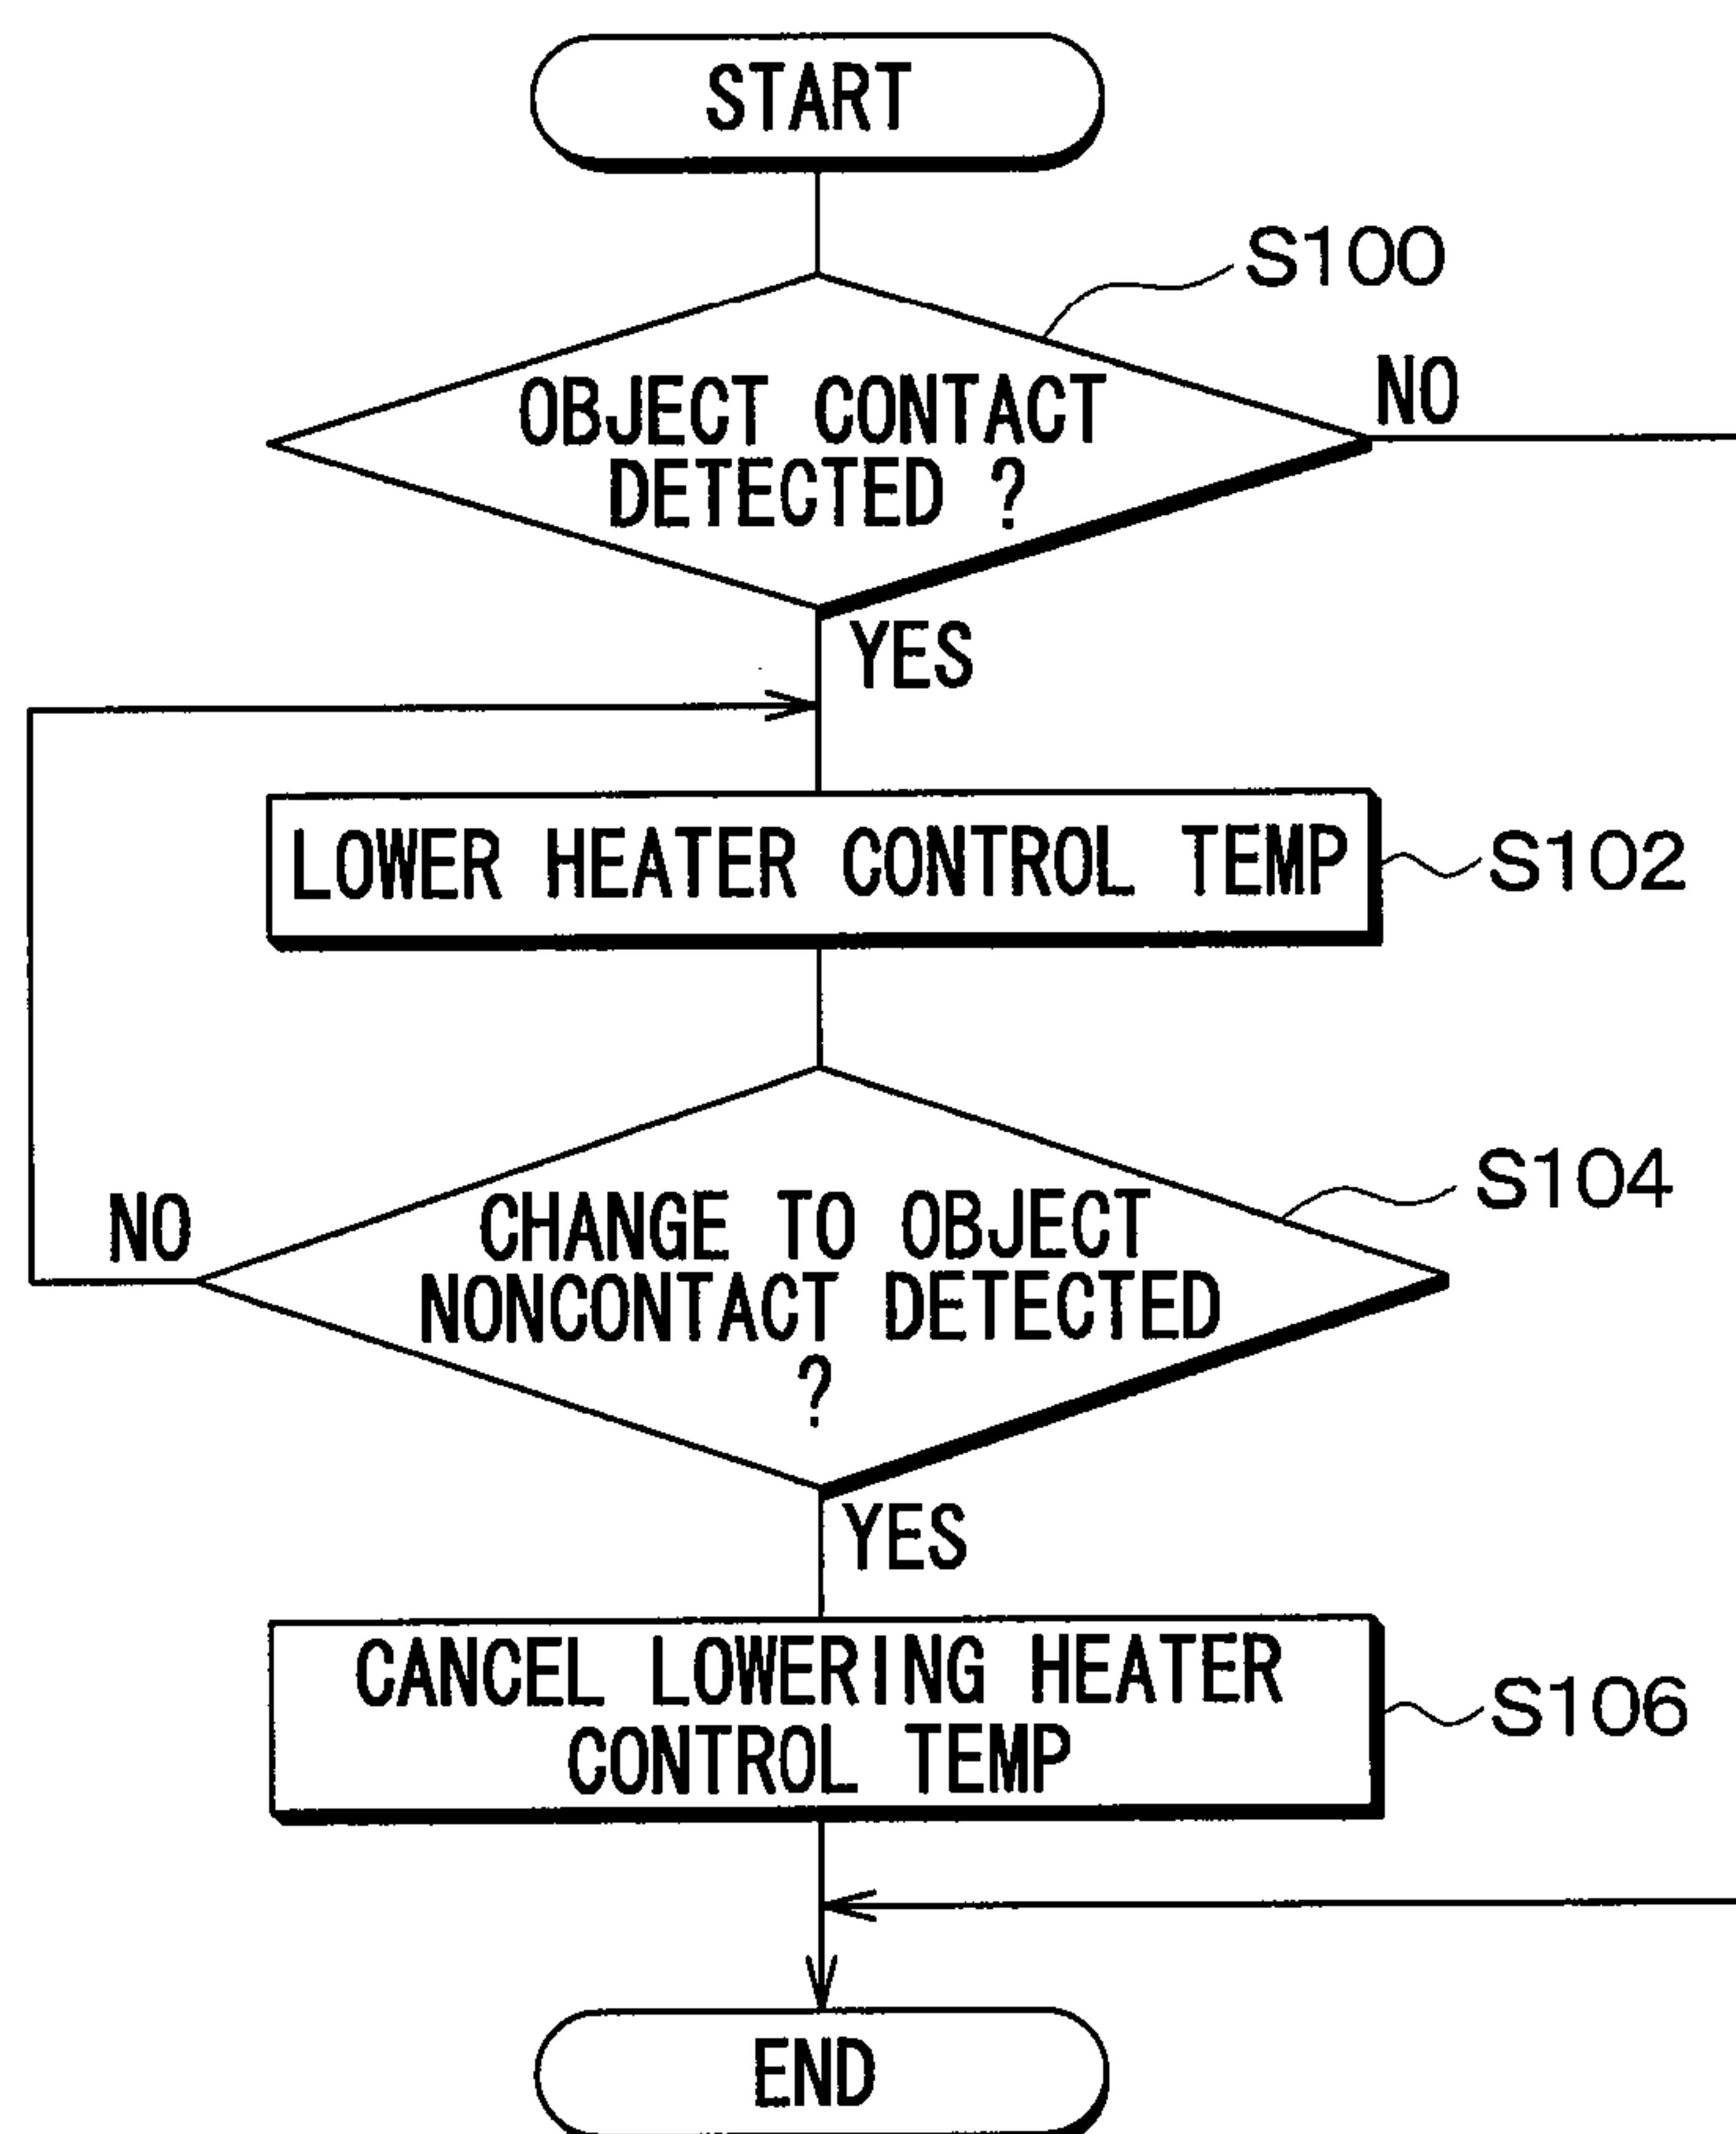 START
S100
OBJECT CONTACT
DETECTED ?
NO
YES
LOWER HEATER CONTROL TEMP
S102
S104
CHANGE TO OBJECT
NONCONTACT DETECTED
?
NO
YES
CANCEL LOWERING HEATER
CONTROL TEMP
S106
END